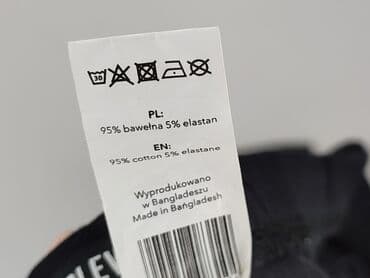 30
PL:
95% bawełna 5% elastan
EN:
95% cotton 5% elastane
Wyprodukowano
w Bangladeszu
Made in Bangladesh